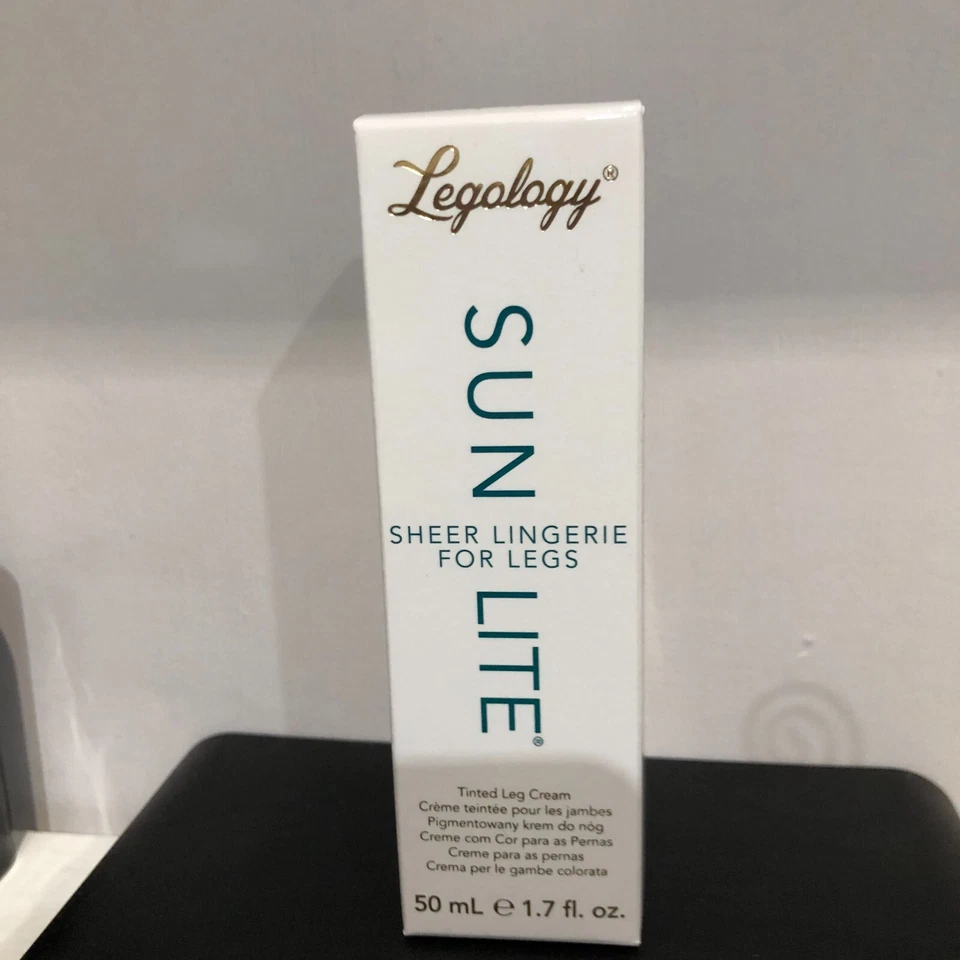 Legology®
SUN
SHEER LINGERIE
FOR LEGS
LITE®
Tinted Leg Cream
Crème teintée pour les jambes
Pigmentowany krem do nóg
Creme com Cor para as Pernas
Creme para as pernas
Crema per le gambe colorata
50 mL ℮ 1.7 fl. oz.